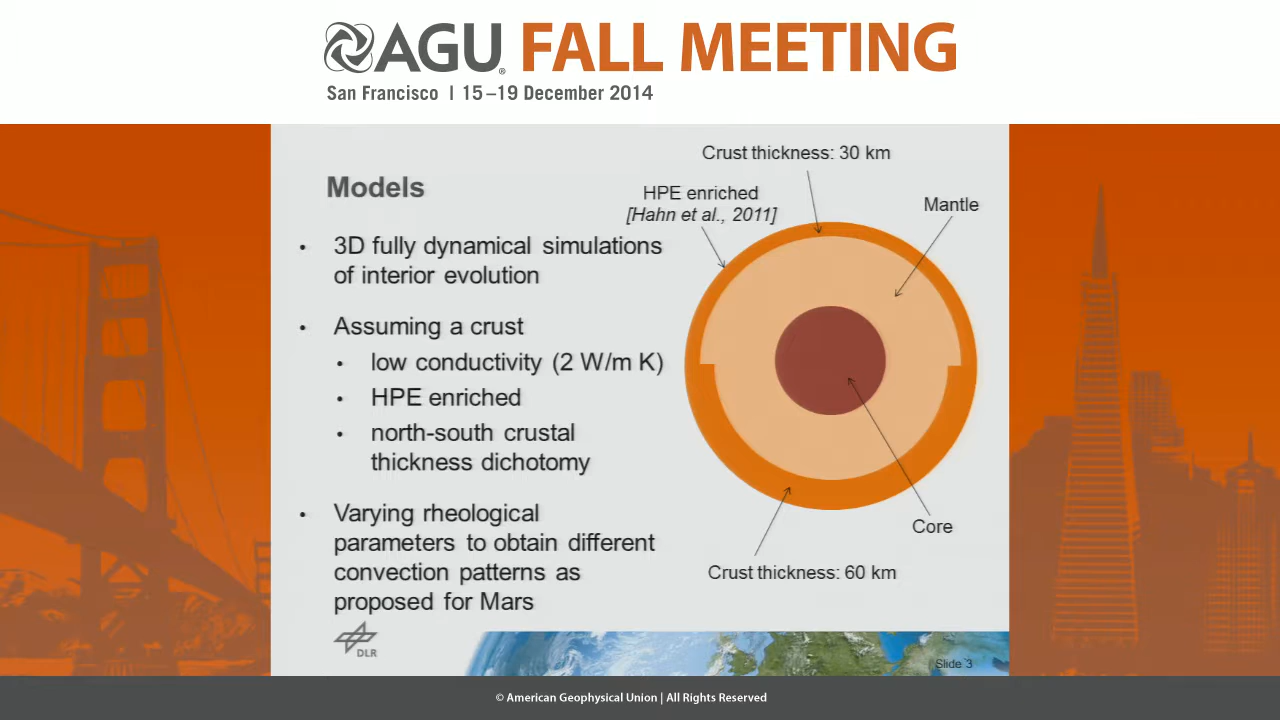 AGU FALL MEETING
San Francisco | 15–19 December 2014
Models
• 3D fully dynamical simulations
of interior evolution
• Assuming a crust
• low conductivity (2 W/m K)
• HPE enriched
• north-south crustal
thickness dichotomy
• Varying rheological
parameters to obtain different
convection patterns as
proposed for Mars
Crust thickness: 30 km
HPE enriched
[Hahn et al., 2011]
Mantle
Core
Crust thickness: 60 km
DLR
Slide 3
© American Geophysical Union | All Rights Reserved